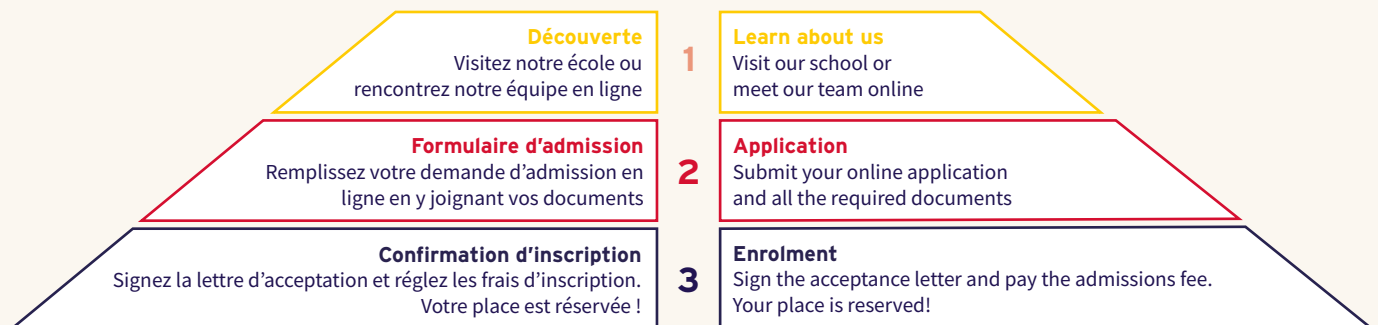 Découverte
Visitez notre école ou
rencontrez notre équipe en ligne
1
Learn about us
Visit our school or
meet our team online
Formulaire d'admission
Remplissez votre demande d'admission en
ligne en y joignant vos documents
2
Application
Submit your online application
and all the required documents
Confirmation d'inscription
Signez la lettre d'acceptation et réglez les frais d'inscription.
Votre place est réservée !
3
Enrolment
Sign the acceptance letter and pay the admissions fee.
Your place is reserved!